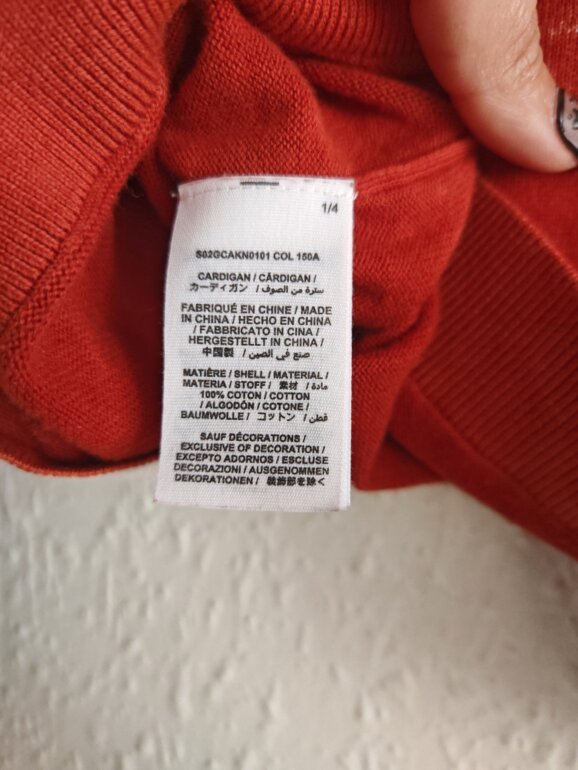 1/4
S02GCAKN0101 COL 150A
CARDIGAN / CÁRDIGAN /
カーディガン / سترة من الصوف /
FABRIQUÉ EN CHINE / MADE
IN CHINA / HECHO EN CHINA
/ FABBRICATO IN CINA /
HERGESTELLT IN CHINA /
中国製 / صنع في الصين /
MATIÈRE / SHELL / MATERIAL /
MATERIA / STOFF / 素材 / مادة /
100% COTON / COTTON
/ ALGODÓN / COTONE /
BAUMWOLLE / コットン / قطن /
SAUF DÉCORATIONS /
EXCLUSIVE OF DECORATION /
EXCEPTO ADORNOS / ESCLUSE
DECORAZIONI / AUSGENOMMEN
DEKORATIONEN / 装飾部を除く